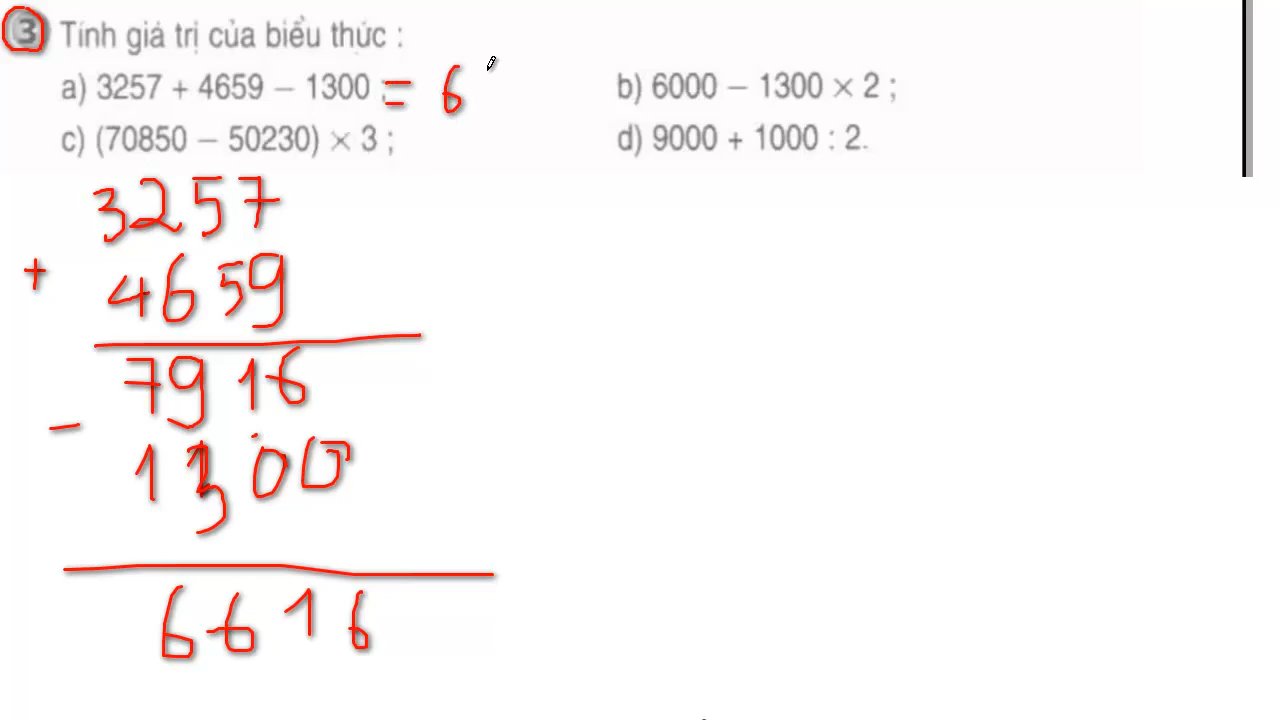 3 Tính giá trị của biểu thức :
a) 3257 + 4659 − 1300 ; = 6
b) 6000 − 1300 × 2 ;
c) (70850 − 50230) × 3 ;
d) 9000 + 1000 : 2.
3257
+
4659
7916
−
1300
6616